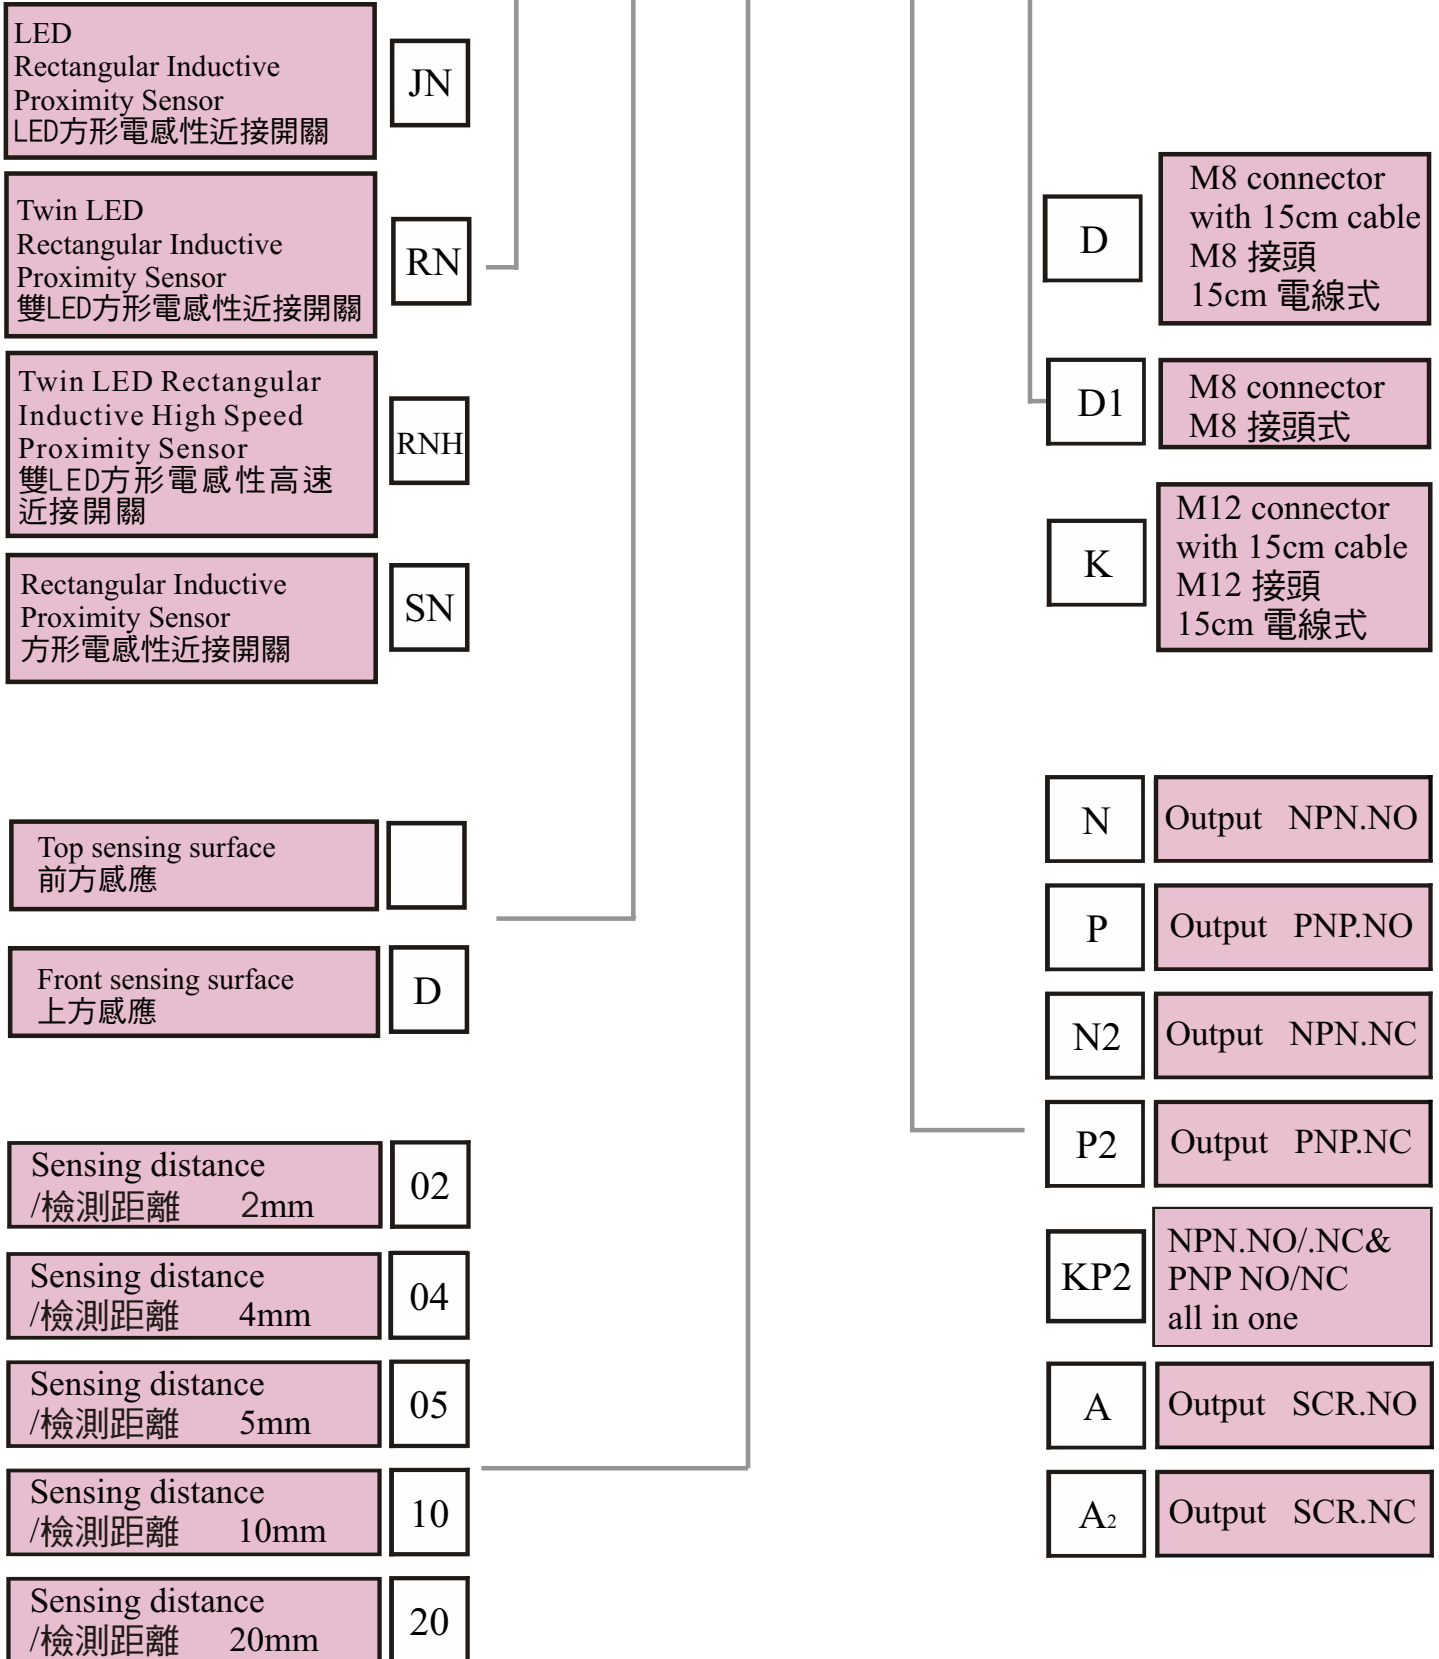 LED
Rectangular Inductive
Proximity Sensor
LED方形電感性近接開關
JN
Twin LED
Rectangular Inductive
Proximity Sensor
雙LED方形電感性近接開關
RN
Twin LED Rectangular
Inductive High Speed
Proximity Sensor
雙LED方形電感性高速
近接開關
RNH
Rectangular Inductive
Proximity Sensor
方形電感性近接開關
SN
Top sensing surface
前方感應
Front sensing surface
上方感應
D
Sensing distance
/檢測距離 2mm
02
Sensing distance
/檢測距離 4mm
04
Sensing distance
/檢測距離 5mm
05
Sensing distance
/檢測距離 10mm
10
Sensing distance
/檢測距離 20mm
20
D
M8 connector
with 15cm cable
M8 接頭
15cm 電線式
D1
M8 connector
M8 接頭式
K
M12 connector
with 15cm cable
M12 接頭
15cm 電線式
N
Output NPN.NO
P
Output PNP.NO
N2
Output NPN.NC
P2
Output PNP.NC
KP2
NPN.NO/.NC&
PNP NO/NC
all in one
A
Output SCR.NO
A2
Output SCR.NC